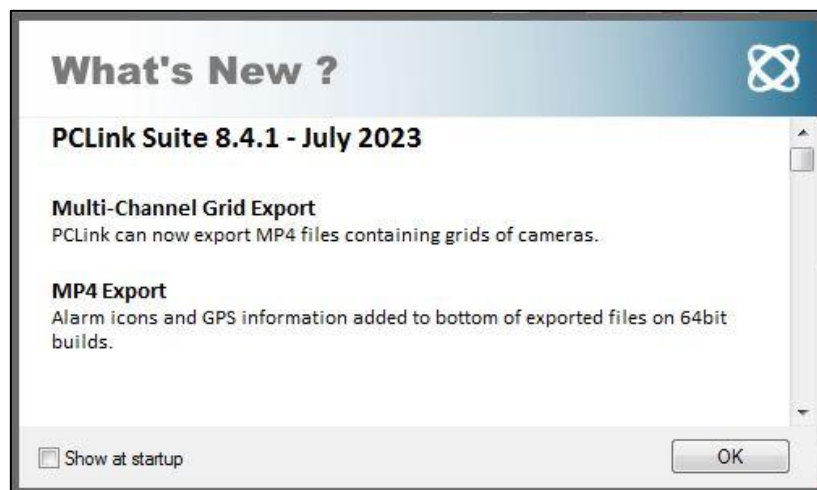 What's New ?
PCLink Suite 8.4.1 - July 2023
Multi-Channel Grid Export
PCLink can now export MP4 files containing grids of cameras.
MP4 Export
Alarm icons and GPS information added to bottom of exported files on 64bit
builds.
Show at startup
OK